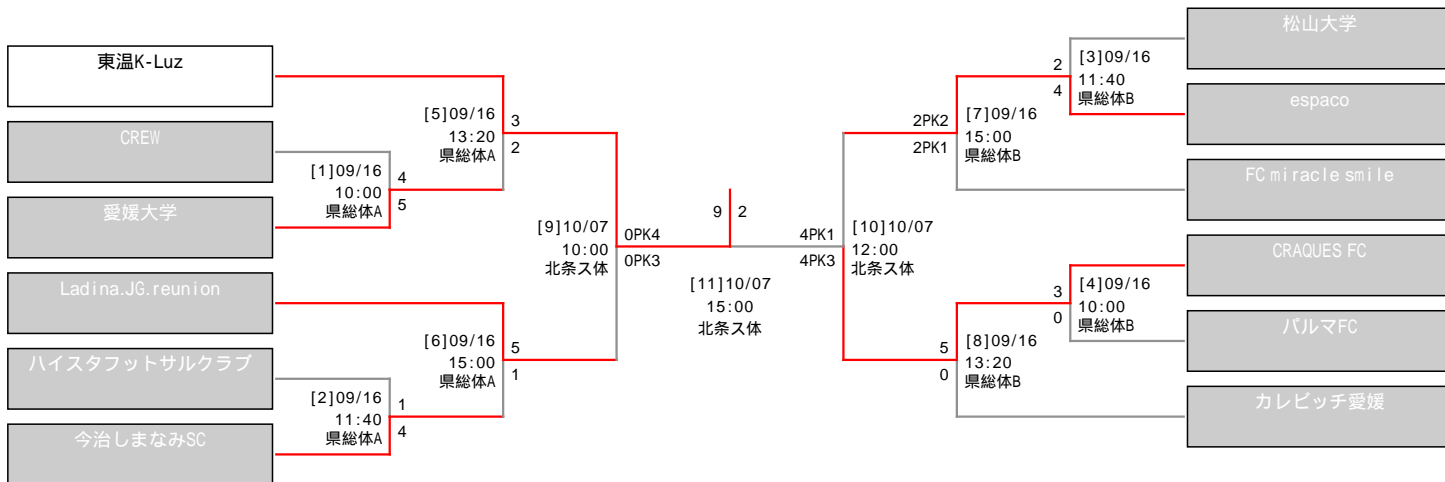 東温K-Luz
CREW
愛媛大学
Ladina.JG.reunion
ハイスタフットサルクラブ
今治しまなみSC
[1]09/16
10:00
県総体A
4
5
[2]09/16
11:40
県総体A
1
4
[5]09/16
13:20
県総体A
3
2
[6]09/16
15:00
県総体A
5
1
[9]10/07
10:00
北条ス体
0PK4
0PK3
9
2
[11]10/07
15:00
北条ス体
4PK1
4PK3
[10]10/07
12:00
北条ス体
2PK2
2PK1
[7]09/16
15:00
県総体B
5
0
[8]09/16
13:20
県総体B
2
4
[3]09/16
11:40
県総体B
3
0
[4]09/16
10:00
県総体B
松山大学
espaco
FC miracle smile
CRAQUES FC
パルマFC
カレビッチ愛媛